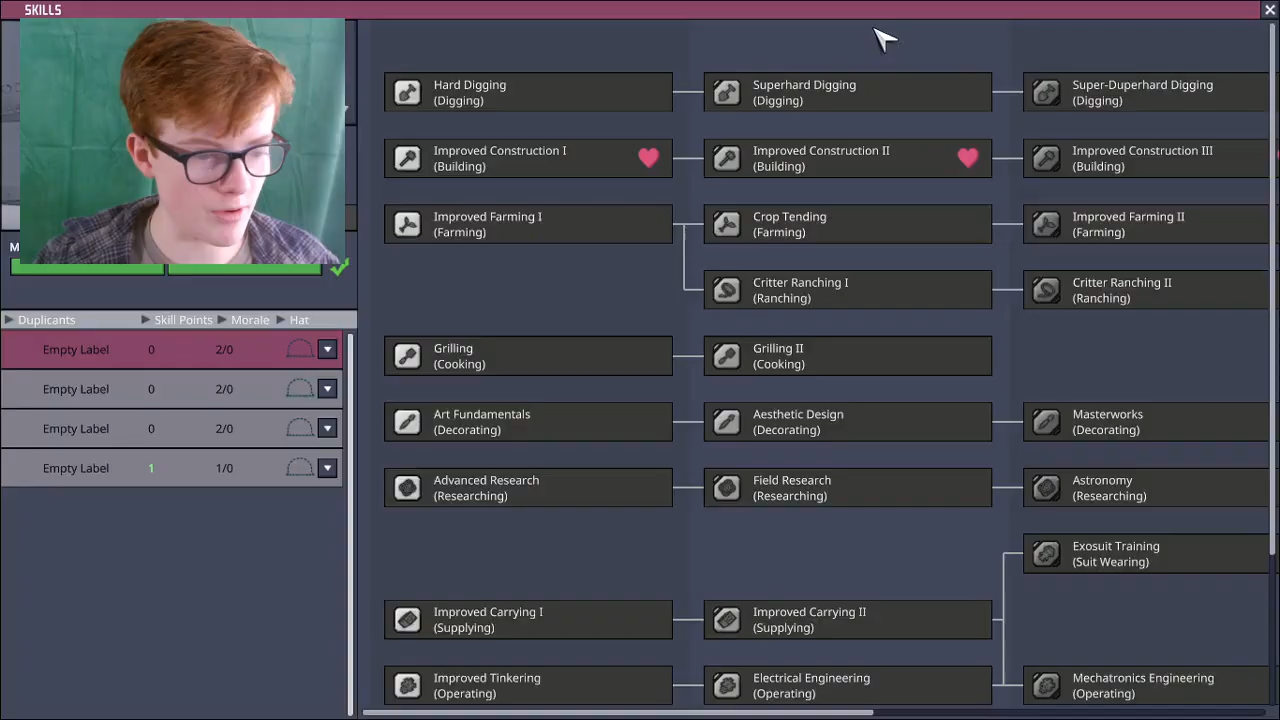 SKILLS
Hard Digging
(Digging)
Superhard Digging
(Digging)
Super-Duperhard Digging
(Digging)
Improved Construction I
(Building)
Improved Construction II
(Building)
Improved Construction III
(Building)
Improved Farming I
(Farming)
Crop Tending
(Farming)
Improved Farming II
(Farming)
Critter Ranching I
(Ranching)
Critter Ranching II
(Ranching)
Duplicants Skill Points Morale Hat
Empty Label 0 2/0
Empty Label 0 2/0
Empty Label 0 2/0
Empty Label 1 1/0
Grilling
(Cooking)
Grilling II
(Cooking)
Art Fundamentals
(Decorating)
Aesthetic Design
(Decorating)
Masterworks
(Decorating)
Advanced Research
(Researching)
Field Research
(Researching)
Astronomy
(Researching)
Exosuit Training
(Suit Wearing)
Improved Carrying I
(Supplying)
Improved Carrying II
(Supplying)
Improved Tinkering
(Operating)
Electrical Engineering
(Operating)
Mechatronics Engineering
(Operating)